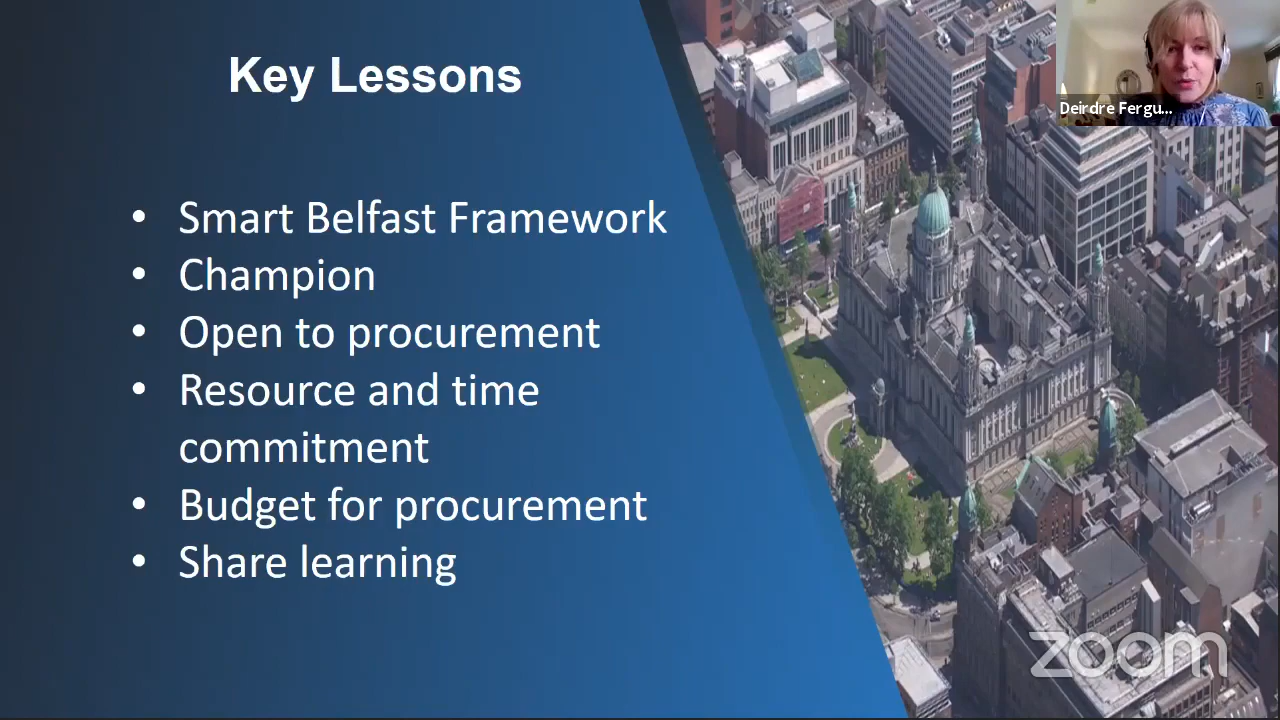 Key Lessons
Deirdre Fergu...
• Smart Belfast Framework
• Champion
• Open to procurement
• Resource and time
commitment
• Budget for procurement
• Share learning
zoom